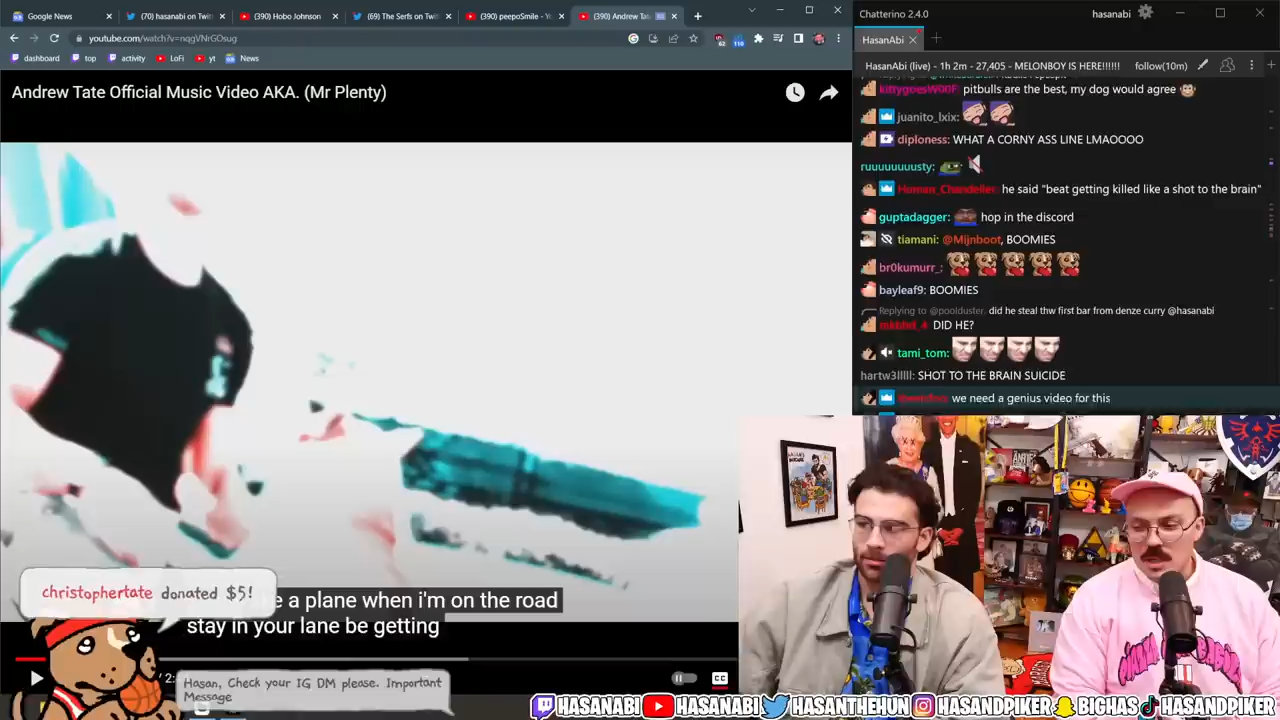 Google News
(70) hasanabi on Twit
(390) Hobo Johnson
(69) The Serfs on Twit
(390) peepoSmile - Yo
(390) Andrew Tate
youtube.com/watch?v=nqgVNrGOsug
dashboard
top
activity
LoFi
yt
News
Andrew Tate Official Music Video AKA. (Mr Plenty)
e a plane when i'm on the road
stay in your lane be getting
christophertate donated $5!
Hasan, Check your IG DM please. Important
Message
/ 2:
Chatterino 2.4.0
hasanabi
HasanAbi
HasanAbi (live) - 1h 2m - 27,405 - MELONBOY IS HERE!!!!!!
follow(10m)
kittygoesW00F: pitbulls are the best, my dog would agree
juanito_lxix:
diploness: WHAT A CORNY ASS LINE LMAOOOO
ruuuuuuuusty:
Human_Chandelier: he said "beat getting killed like a shot to the brain"
guptadagger: hop in the discord
tiamani: @Mijnboot, BOOMIES
br0kumurr_:
bayleaf9: BOOMIES
Replying to @poolduster: did he steal thw first bar from denze curry @hasanabi
DID HE?
tami_tom:
hartw3lllll: SHOT TO THE BRAIN SUICIDE
we need a genius video for this
HASANABI
HASANABI
HASANTHEHUN
HASANDPIKER
BIGHAS
HASANDPIKER